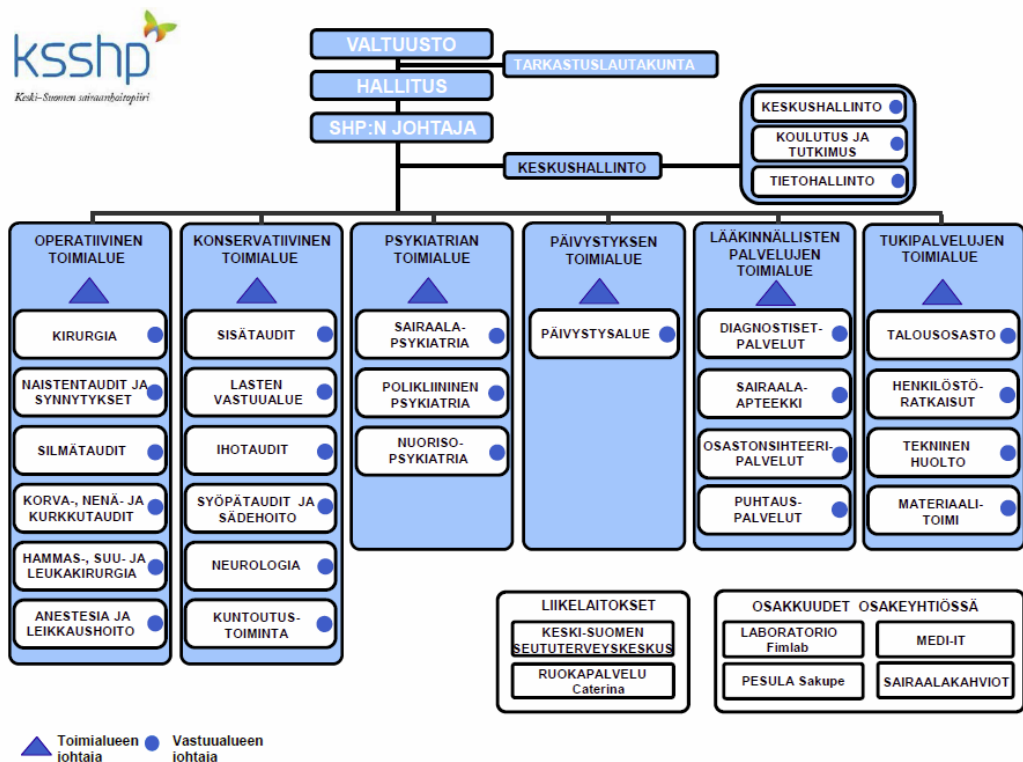 ksshp
Keski-Suomen sairaanhoitopiiri
VALTUUSTO
TARKASTUSLAUTAKUNTA
HALLITUS
SHP:N JOHTAJA
KESKUSHALLINTO
KESKUSHALLINTO
KOULUTUS JA
TUTKIMUS
TIETOHALLINTO
OPERATIIVINEN
TOIMIALUE
KIRURGIA
NAISTENTAUDIT JA
SYNNYTYKSET
SILMÄTAUDIT
KORVA-, NENÄ- JA
KURKKUTAUDIT
HAMMAS-, SUU- JA
LEUKAKIRURGIA
ANESTESIA JA
LEIKKAUSHOITO
KONSERVATIIVINEN
TOIMIALUE
SISÄTAUDIT
LASTEN
VASTUUALUE
IHOTAUDIT
SYÖPÄTAUDIT JA
SÄDEHOITO
NEUROLOGIA
KUNTOUTUS-
TOIMINTA
PSYKIATRIAN
TOIMIALUE
SAIRAALA-
PSYKIATRIA
POLIKLIININEN
PSYKIATRIA
NUORISO-
PSYKIATRIA
PÄIVYSTYKSEN
TOIMIALUE
PÄIVYSTYSALUE
LÄÄKINNÄLLISTEN
PALVELUJEN
TOIMIALUE
DIAGNOSTISET-
PALVELUT
SAIRAALA-
APTEEKKI
OSASTONSIHTEERI-
PALVELUT
PUHTAUS-
PALVELUT
TUKIPALVELUJEN
TOIMIALUE
TALOUSOSASTO
HENKILÖSTÖ-
RATKAISUT
TEKNINEN
HUOLTO
MATERIAALI-
TOIMI
LIIKELAITOKSET
KESKI-SUOMEN
SEUTUTERVEYSKESKUS
RUOKAPALVELU
Caterina
OSAKKUUDET OSAKEYHTIÖSSÄ
LABORATORIO
Fimlab
MEDI-IT
PESULA Sakupe
SAIRAALAKAHVIOT
Toimialueen
johtaja
Vastuualueen
johtaja